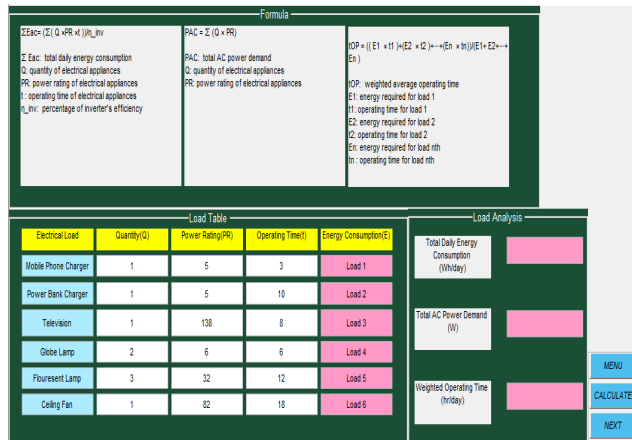 Formula
ΣEac= (Σ( Q ×PR ×t ))/η_inv
Σ Eac: total daily energy
consumption
Q: quantity of electrical appliances
PR: power rating of electrical
appliances
t : operating time of electrical
appliances
η_inv: percentage of inverter's efficiency
PAC = Σ (Q × PR)
PAC: total AC power
demand
Q: quantity of electrical
appliances
PR: power rating of electrical
appliances
tOP = (( E1 × t1 )+(E2 × t2 )+⋯+(En × tn))/(E1+ E2+⋯+
En )
tOP: weighted average operating
time
E1: energy required for load 1
t1: operating time for load 1
E2: energy required for load 2
t2: operating time for load 2
En: energy required for load nth
tn : operating time for load nth
Load Table
Electrical Load Quantity(Q) Power Rating(PR) Operating Time(t) Energy Consumption(E)
Mobile Phone Charger 1 5 3 Load 1
Power Bank Charger 1 5 10 Load 2
Television 1 138 8 Load 3
Globe Lamp 2 6 6 Load 4
Flouresent Lamp 3 32 12 Load 5
Ceiling Fan 1 82 18 Load 6
Load Analysis
Total Daily Energy
Consumption
(Wh/day)
Total AC Power Demand
(W)
Weighted Operating Time
(hr/day)
MENU
CALCULATE
NEXT